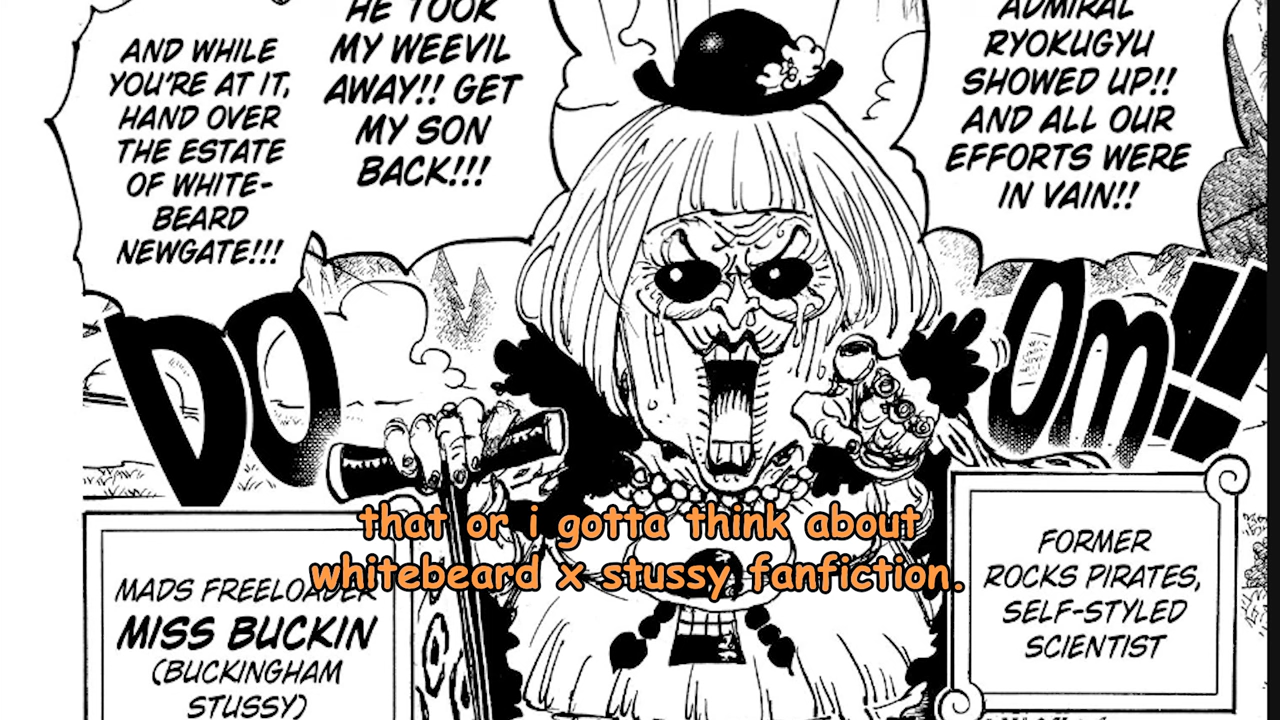 ADMIRAL
RYOKUGYU
SHOWED UP!!
AND ALL OUR
EFFORTS WERE
IN VAIN!!
HE TOOK
MY WEEVIL
AWAY!! GET
MY SON
BACK!!!
AND WHILE
YOU'RE AT IT,
HAND OVER
THE ESTATE
OF WHITE-
BEARD
NEWGATE!!!
DOOM!!
that or i gotta think about
whitebeard x stussy fanfiction.
MADS FREELOADER
MISS BUCKIN
(BUCKINGHAM
STUSSY)
FORMER
ROCKS PIRATES,
SELF-STYLED
SCIENTIST